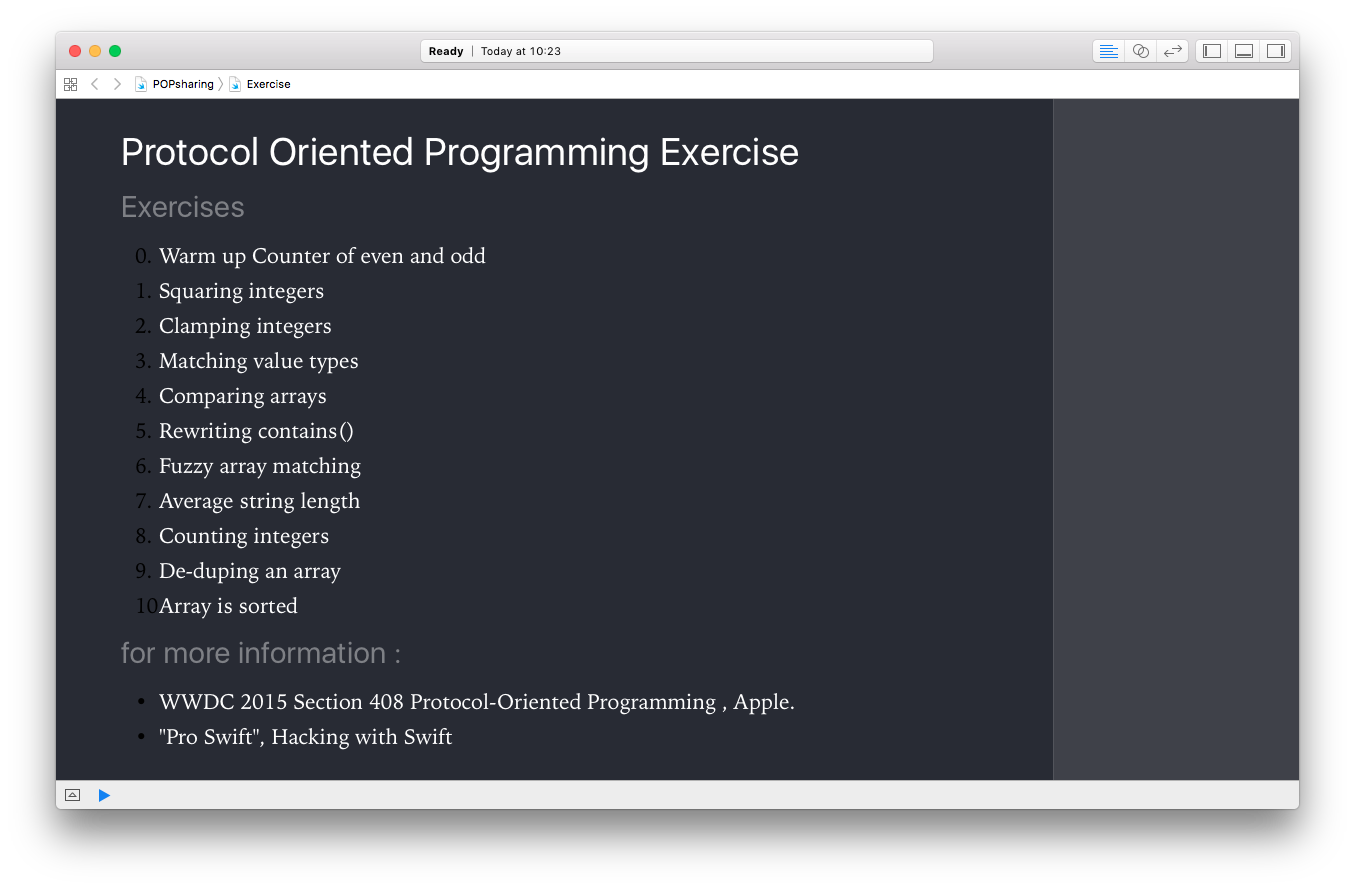 Ready | Today at 10:23
POPsharing 〉 Exercise
Protocol Oriented Programming Exercise
Exercises
0. Warm up Counter of even and odd
1. Squaring integers
2. Clamping integers
3. Matching value types
4. Comparing arrays
5. Rewriting contains()
6. Fuzzy array matching
7. Average string length
8. Counting integers
9. De-duping an array
10Array is sorted
for more information :
• WWDC 2015 Section 408 Protocol-Oriented Programming , Apple.
• "Pro Swift", Hacking with Swift